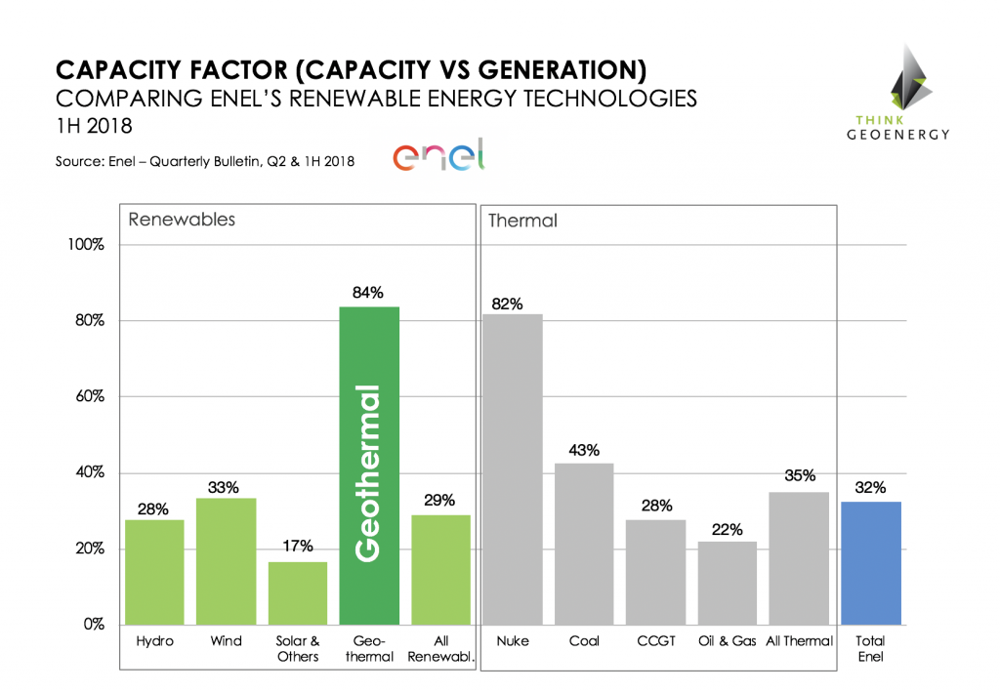 CAPACITY FACTOR (CAPACITY VS GENERATION)
COMPARING ENEL'S RENEWABLE ENERGY TECHNOLOGIES
1H 2018
Source: Enel – Quarterly Bulletin, Q2 & 1H 2018
enel
THINK
GEOENERGY
Renewables
Thermal
100%
80%
60%
40%
20%
0%
28%
33%
17%
84%
29%
82%
43%
28%
22%
35%
32%
Geothermal
Hydro
Wind
Solar &
Others
Geo-
thermal
All
Renewabl.
Nuke
Coal
CCGT
Oil & Gas
All Thermal
Total
Enel